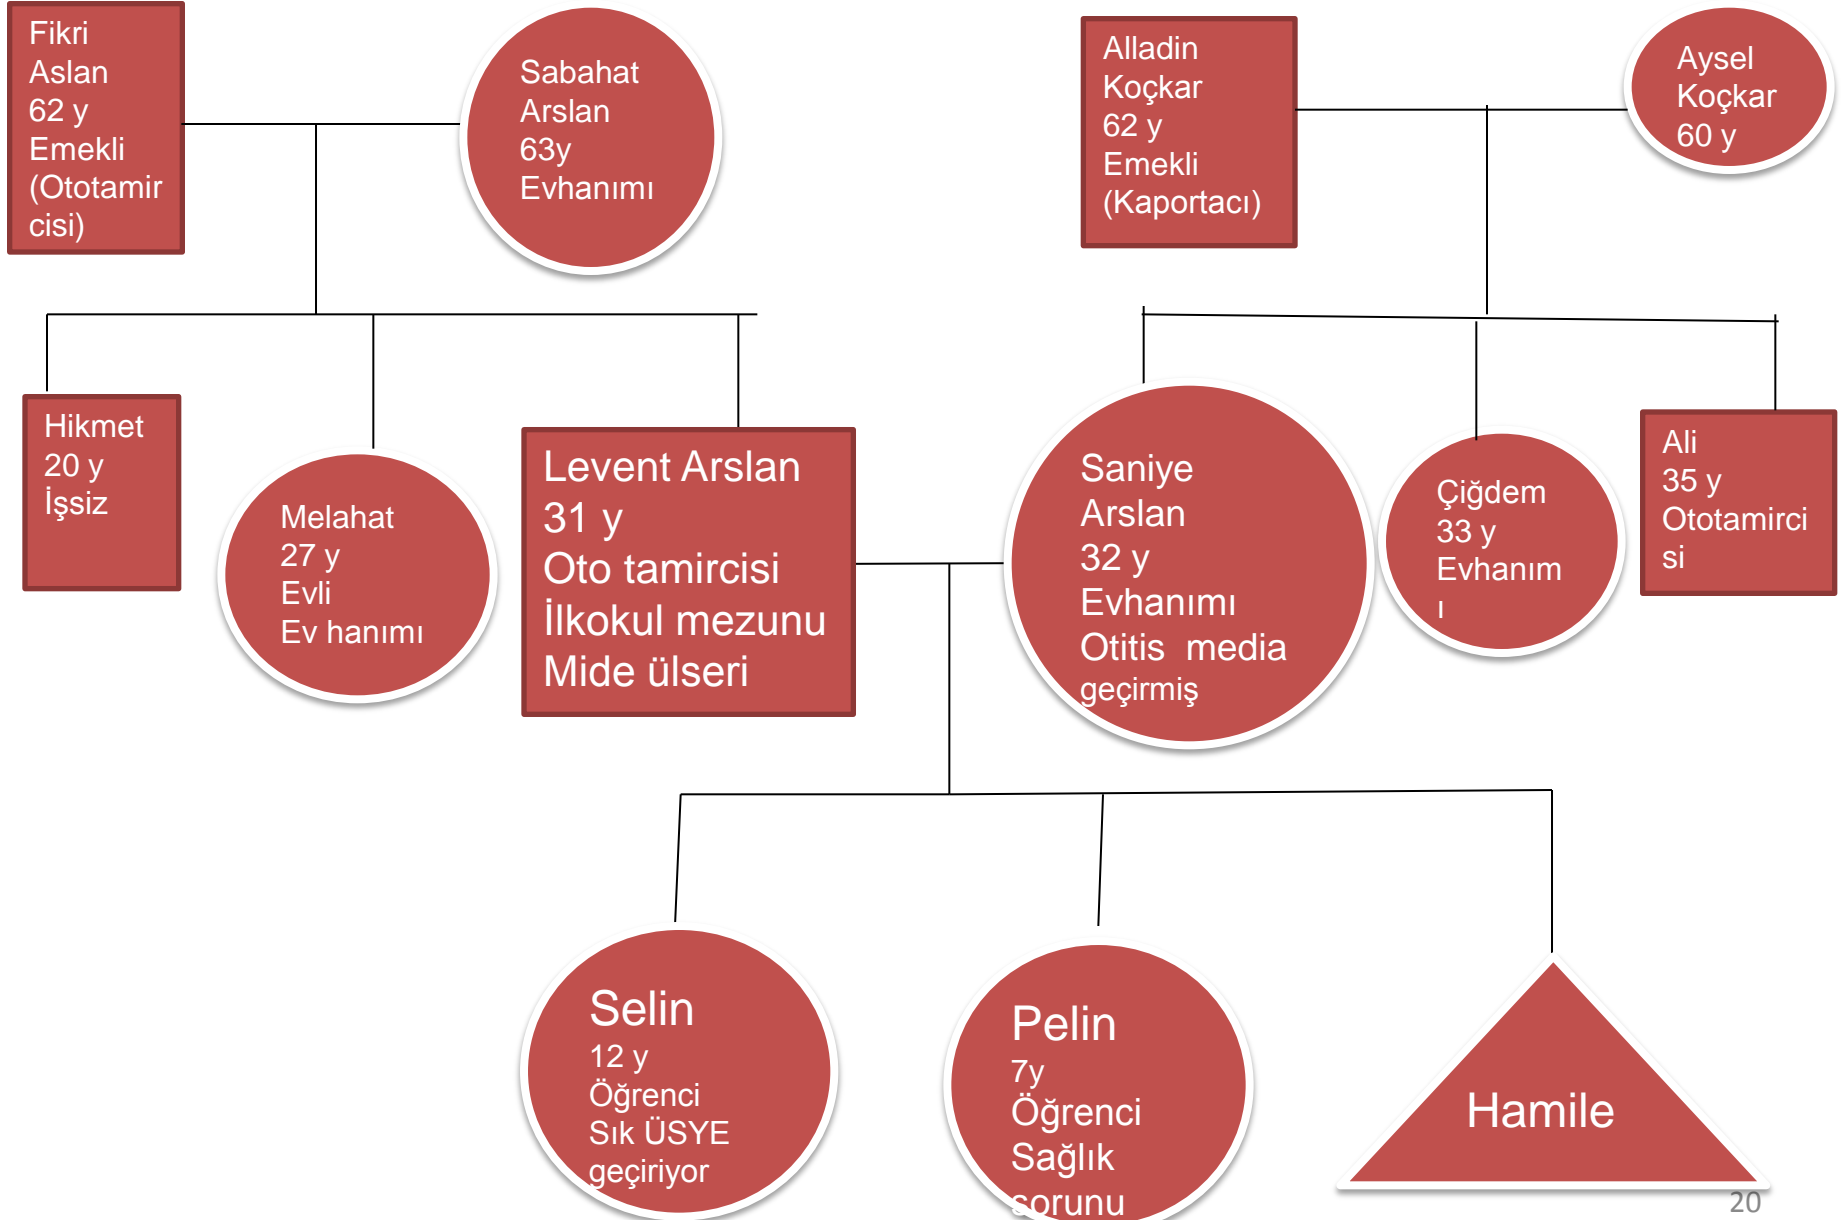 Fikri
Aslan
62 y
Emekli
(Ototamir
cisi)
Sabahat
Arslan
63y
Evhanımı
Alladin
Koçkar
62 y
Emekli
(Kaportacı)
Aysel
Koçkar
60 y
Hikmet
20 y
İşsiz
Melahat
27 y
Evli
Ev hanımı
Levent Arslan
31 y
Oto tamircisi
İlkokul mezunu
Mide ülseri
Saniye
Arslan
32 y
Evhanımı
Otitis  media
geçirmiş
Çiğdem
33 y
Evhanım
ı
Ali
35 y
Ototamirci
si
Selin
12 y
Öğrenci
Sık ÜSYE
geçiriyor
Pelin
7y
Öğrenci
Sağlık
sorunu
Hamile
20